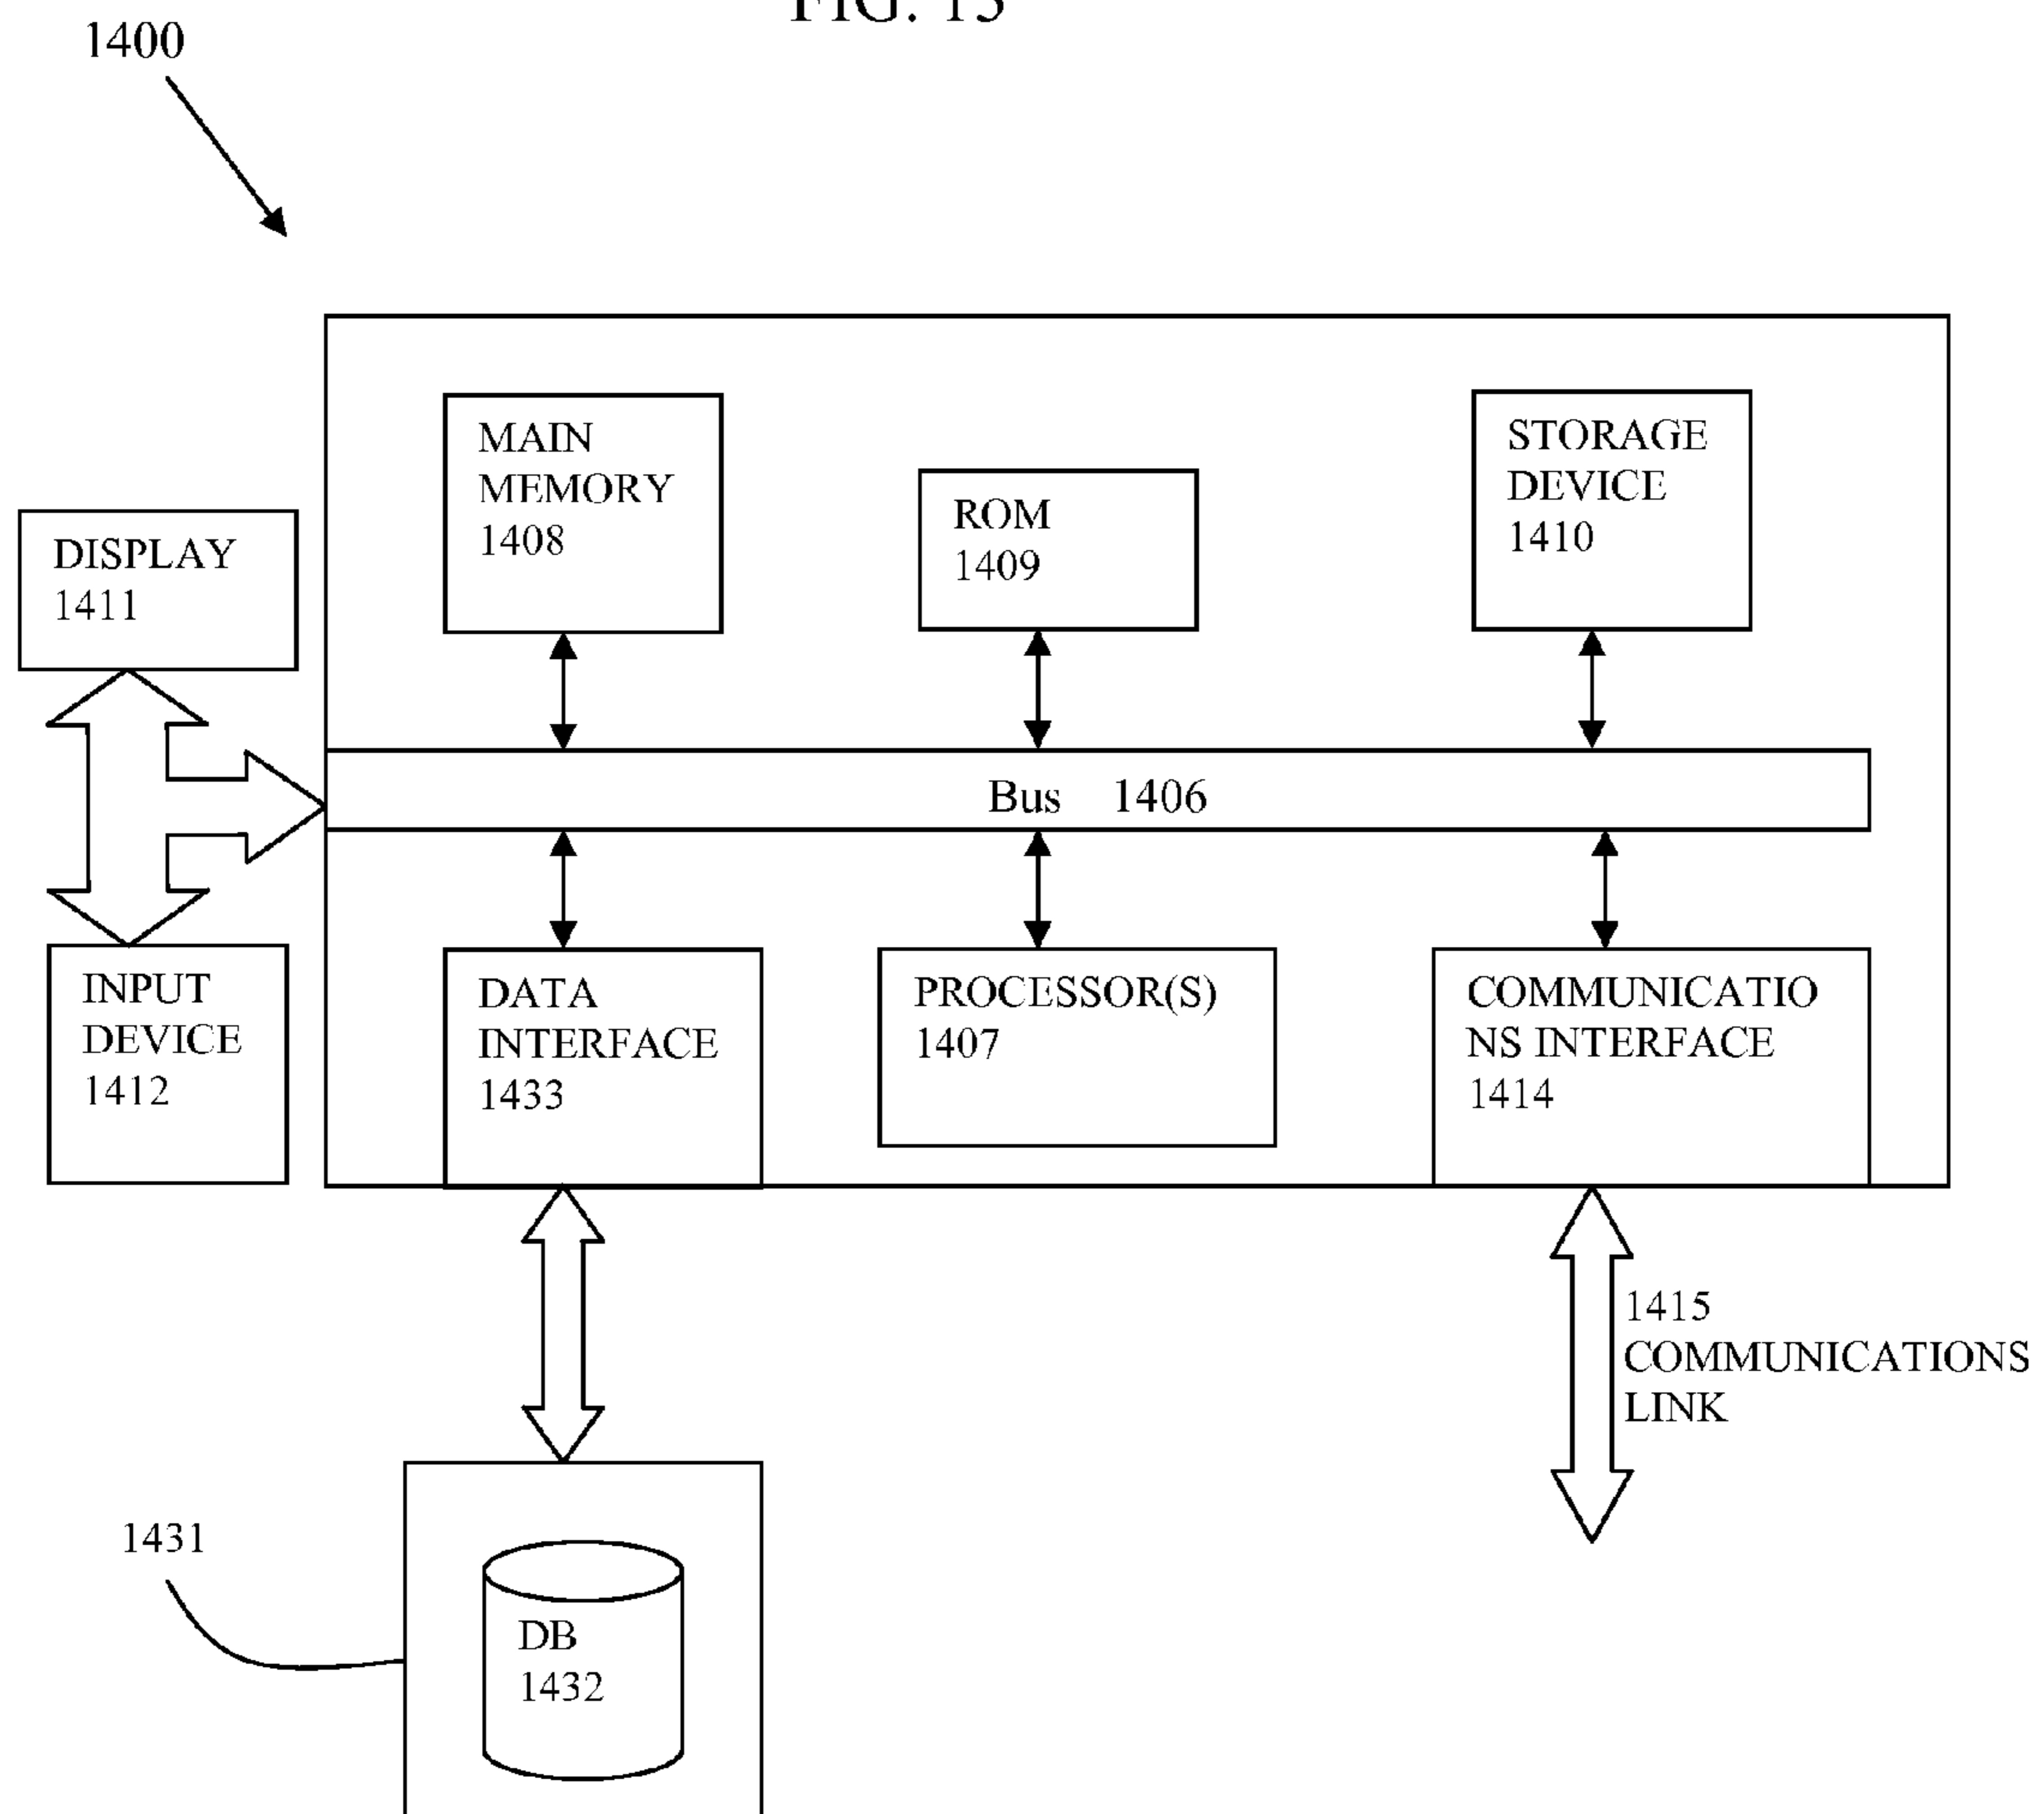 FIG. 15
1400
MAIN
MEMORY
1408
ROM
1409
STORAGE
DEVICE
1410
DISPLAY
1411
Bus 1406
INPUT
DEVICE
1412
DATA
INTERFACE
1433
PROCESSOR(S)
1407
COMMUNICATIO
NS INTERFACE
1414
1415
COMMUNICATIONS
LINK
1431
DB
1432